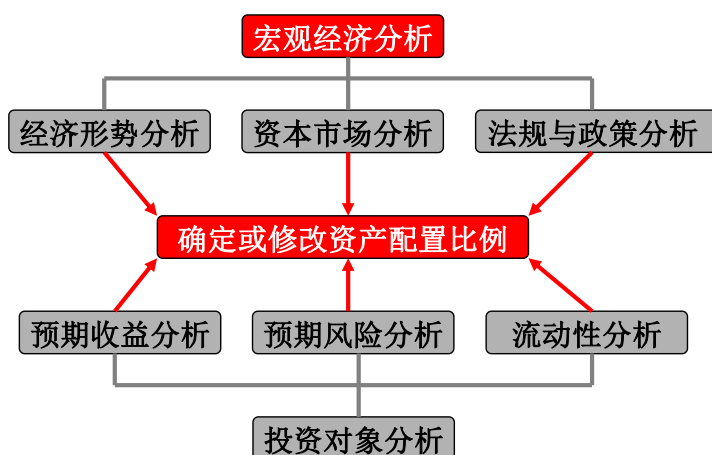 宏观经济分析
经济形势分析
资本市场分析
法规与政策分析
确定或修改资产配置比例
预期收益分析
预期风险分析
流动性分析
投资对象分析